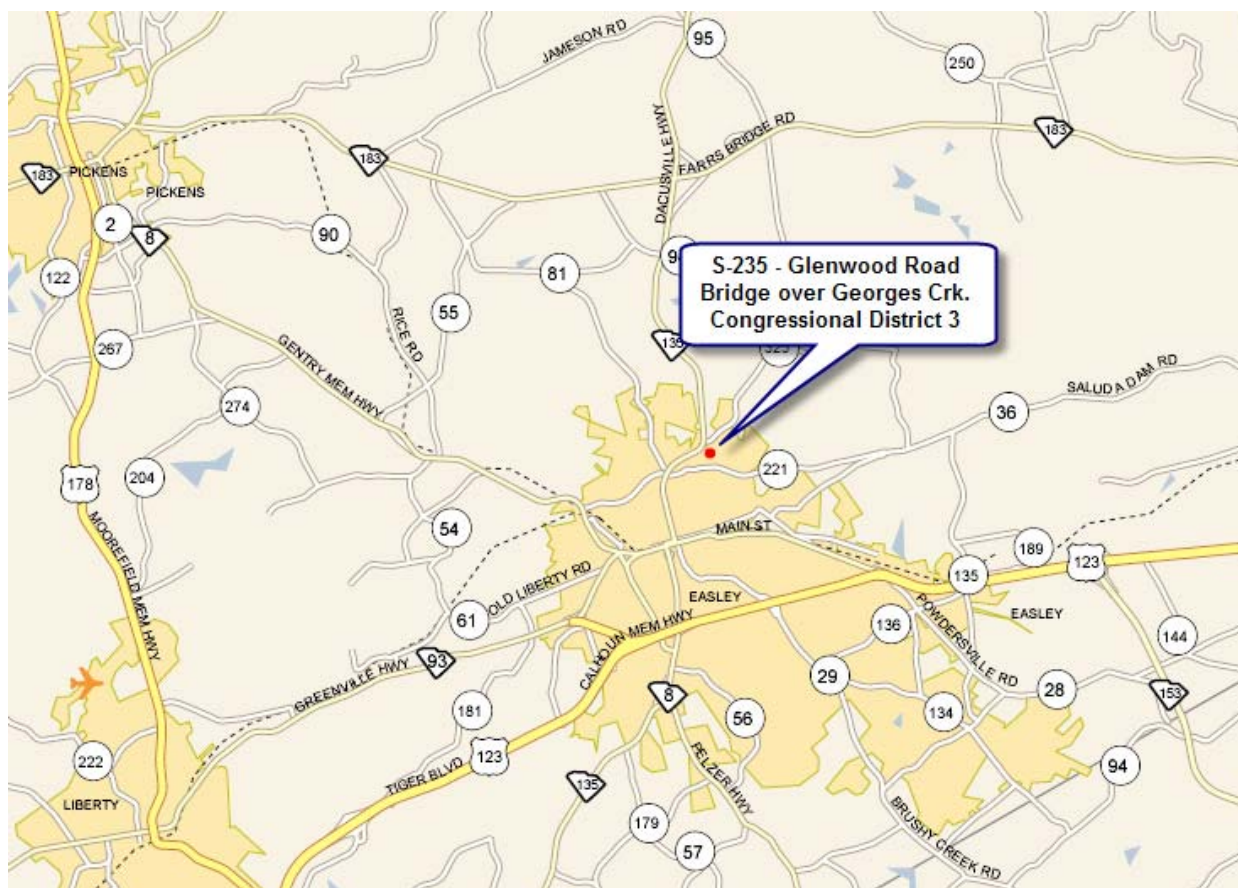 JAMESON RD
95
250
183
DACUSVILLE HWY
FARRS BRIDGE RD
183
183
PICKENS
PICKENS
2
8
90
122
81
S-235 - Glenwood Road
Bridge over Georges Crk.
Congressional District 3
55
RICE RD
267
135
GENTRY MEM HWY
SALUDA DAM RD
274
36
178
204
221
MOOREFIELD MEM HWY
54
MAIN ST
189
123
OLD LIBERTY RD
135
EASLEY
EASLEY
61
136
POWDERSVILLE RD
144
CALHOUN MEM HWY
93
GREENVILLE HWY
29
28
8
153
181
56
134
222
123
94
TIGER BLVD
PELZER HWY
135
LIBERTY
179
57
BRUSHY CREEK RD